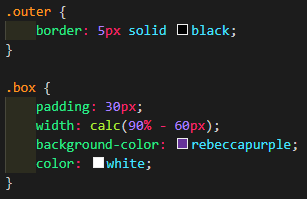 .outer {
    border: 5px solid black;
}

.box {
    padding: 30px;
    width: calc(90% - 60px);
    background-color: rebeccapurple;
    color: white;
}